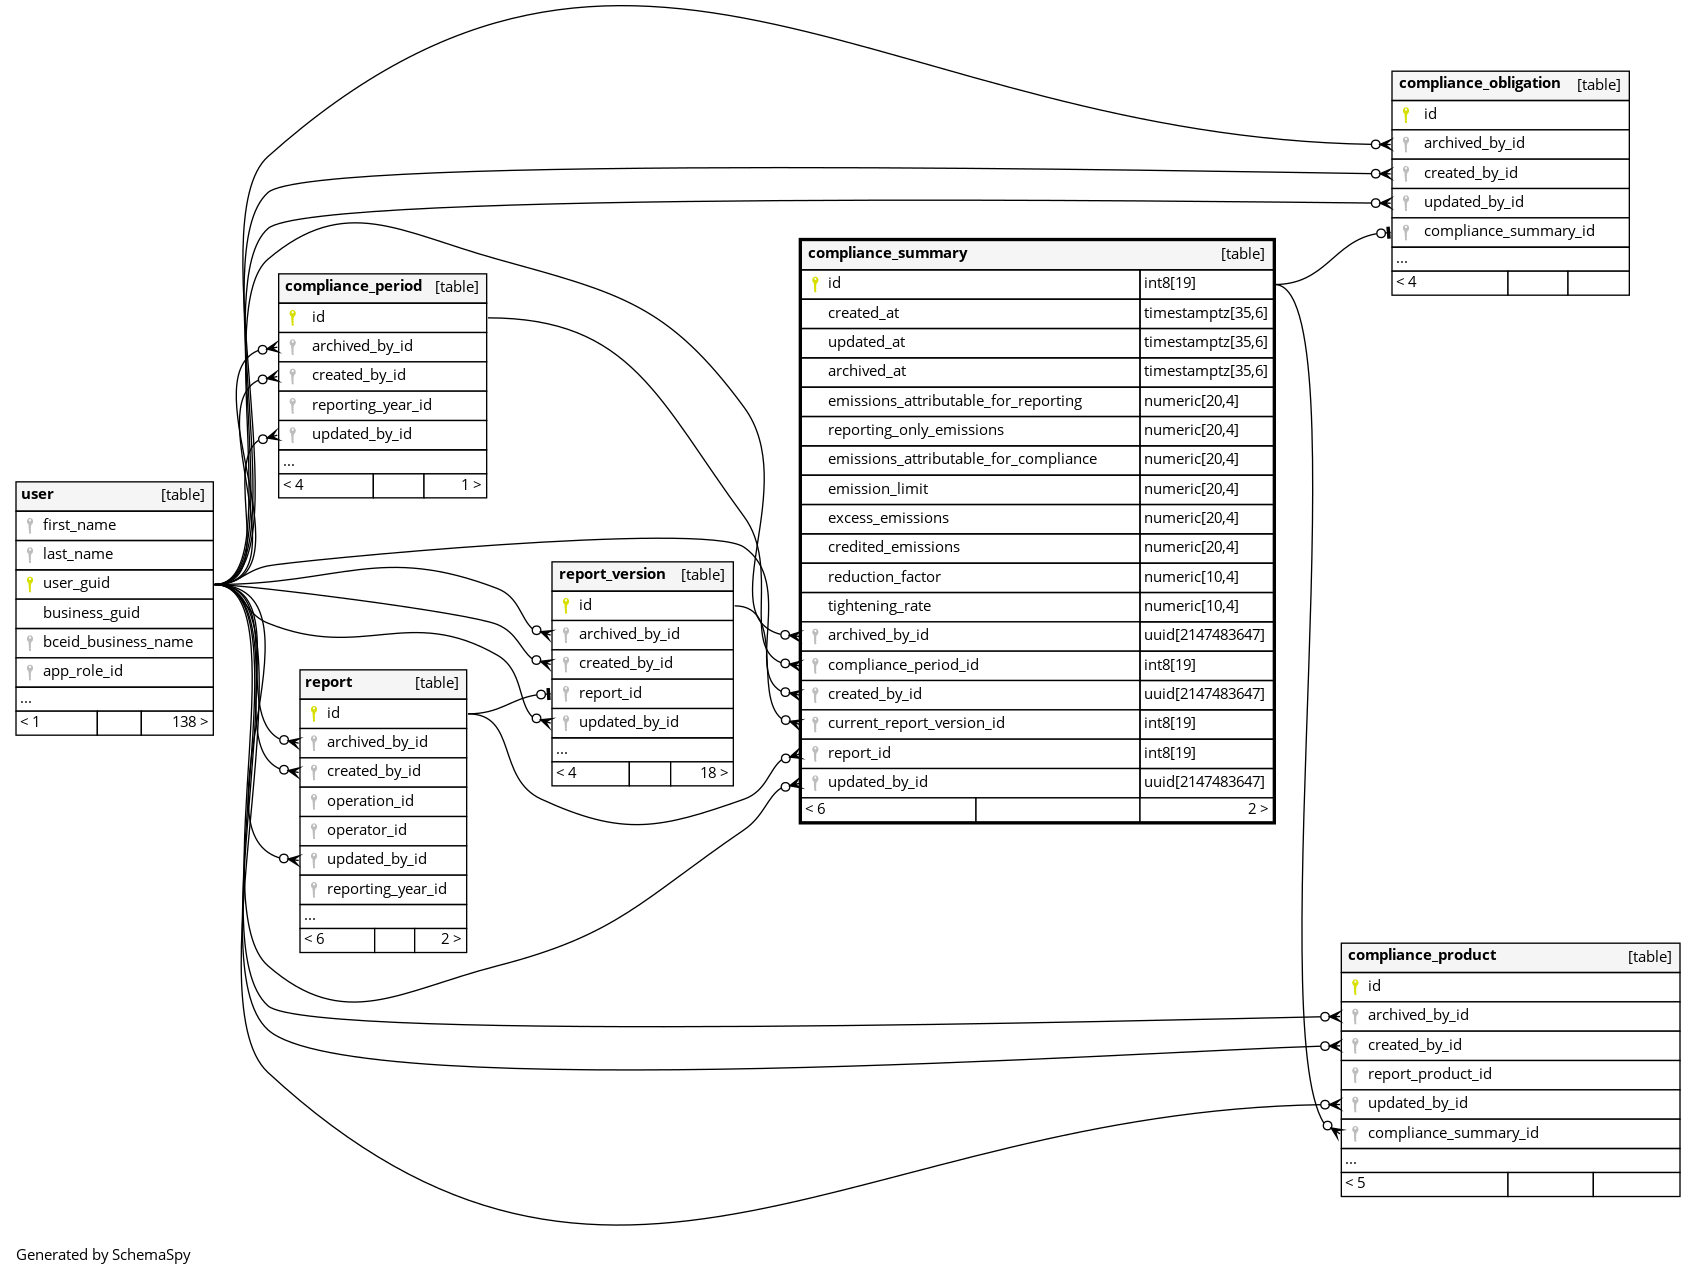 compliance_obligation [table]
id
archived_by_id
created_by_id
updated_by_id
compliance_summary_id
...
< 4
compliance_summary [table]
id int8[19]
created_at timestamptz[35,6]
updated_at timestamptz[35,6]
archived_at timestamptz[35,6]
emissions_attributable_for_reporting numeric[20,4]
reporting_only_emissions numeric[20,4]
emissions_attributable_for_compliance numeric[20,4]
emission_limit numeric[20,4]
excess_emissions numeric[20,4]
credited_emissions numeric[20,4]
reduction_factor numeric[10,4]
tightening_rate numeric[10,4]
archived_by_id uuid[2147483647]
compliance_period_id int8[19]
created_by_id uuid[2147483647]
current_report_version_id int8[19]
report_id int8[19]
updated_by_id uuid[2147483647]
< 6 2 >
compliance_period [table]
id
archived_by_id
created_by_id
reporting_year_id
updated_by_id
...
< 4 1 >
user [table]
first_name
last_name
user_guid
business_guid
bceid_business_name
app_role_id
...
< 1 138 >
report_version [table]
id
archived_by_id
created_by_id
report_id
updated_by_id
...
< 4 18 >
report [table]
id
archived_by_id
created_by_id
operation_id
operator_id
updated_by_id
reporting_year_id
...
< 6 2 >
compliance_product [table]
id
archived_by_id
created_by_id
report_product_id
updated_by_id
compliance_summary_id
...
< 5
Generated by SchemaSpy